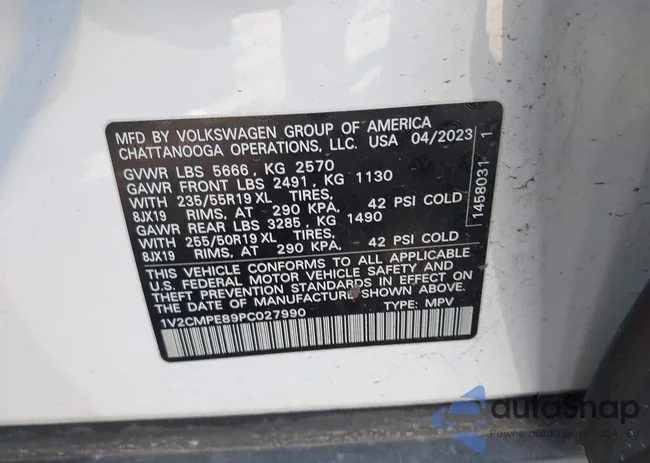 MFD BY VOLKSWAGEN GROUP OF AMERICA
CHATTANOOGA OPERATIONS, LLC. USA 04/2023
GVWR LBS 5666, KG 2570
GAWR FRONT LBS 2491, KG 1130
WITH 235/55R19 XL TIRES,
8JX19 RIMS, AT 290 KPA, 42 PSI COLD
GAWR REAR LBS 3285, KG 1490
WITH 255/50R19 XL TIRES,
8JX19 RIMS, AT 290 KPA, 42 PSI COLD
THIS VEHICLE CONFORMS TO ALL APPLICABLE
U.S. FEDERAL MOTOR VEHICLE SAFETY AND
THEFT PREVENTION STANDARDS IN EFFECT ON
THE DATE OF MANUFACTURE SHOWN ABOVE.
1V2CMPE89PC027990 TYPE: MPV
1458031 1
autoSnap
Pewne auta